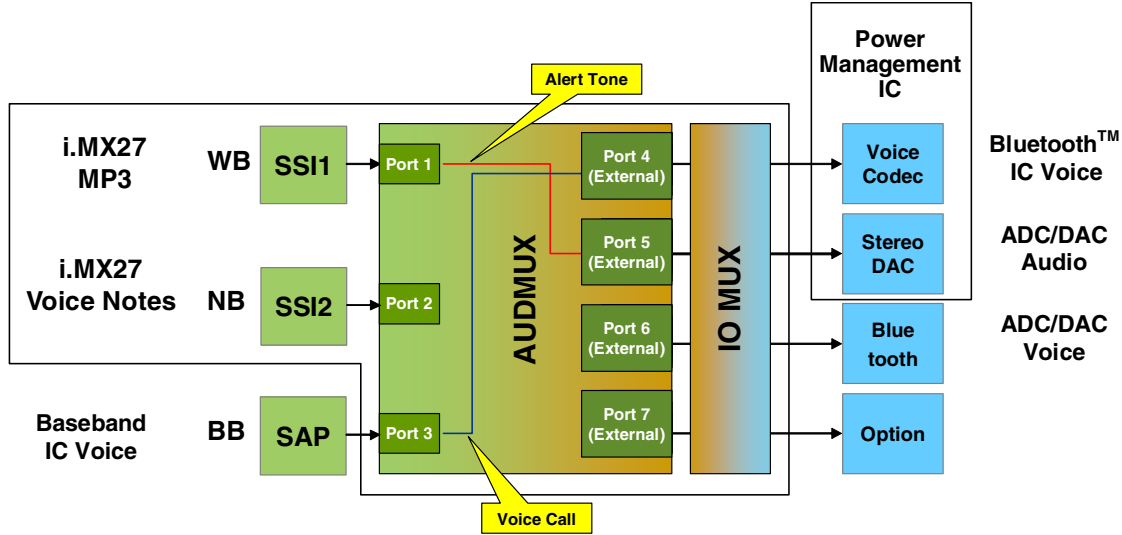 Power
Management
IC
Alert Tone
i.MX27
MP3
WB
SSI1
Port 1
Port 4
(External)
Voice
Codec
Bluetooth™
IC Voice
Port 5
(External)
Stereo
DAC
ADC/DAC
Audio
i.MX27
Voice Notes
NB
SSI2
Port 2
AUDMUX
Port 6
(External)
IO MUX
Blue
tooth
ADC/DAC
Voice
Baseband
IC Voice
BB
SAP
Port 3
Port 7
(External)
Option
Voice Call